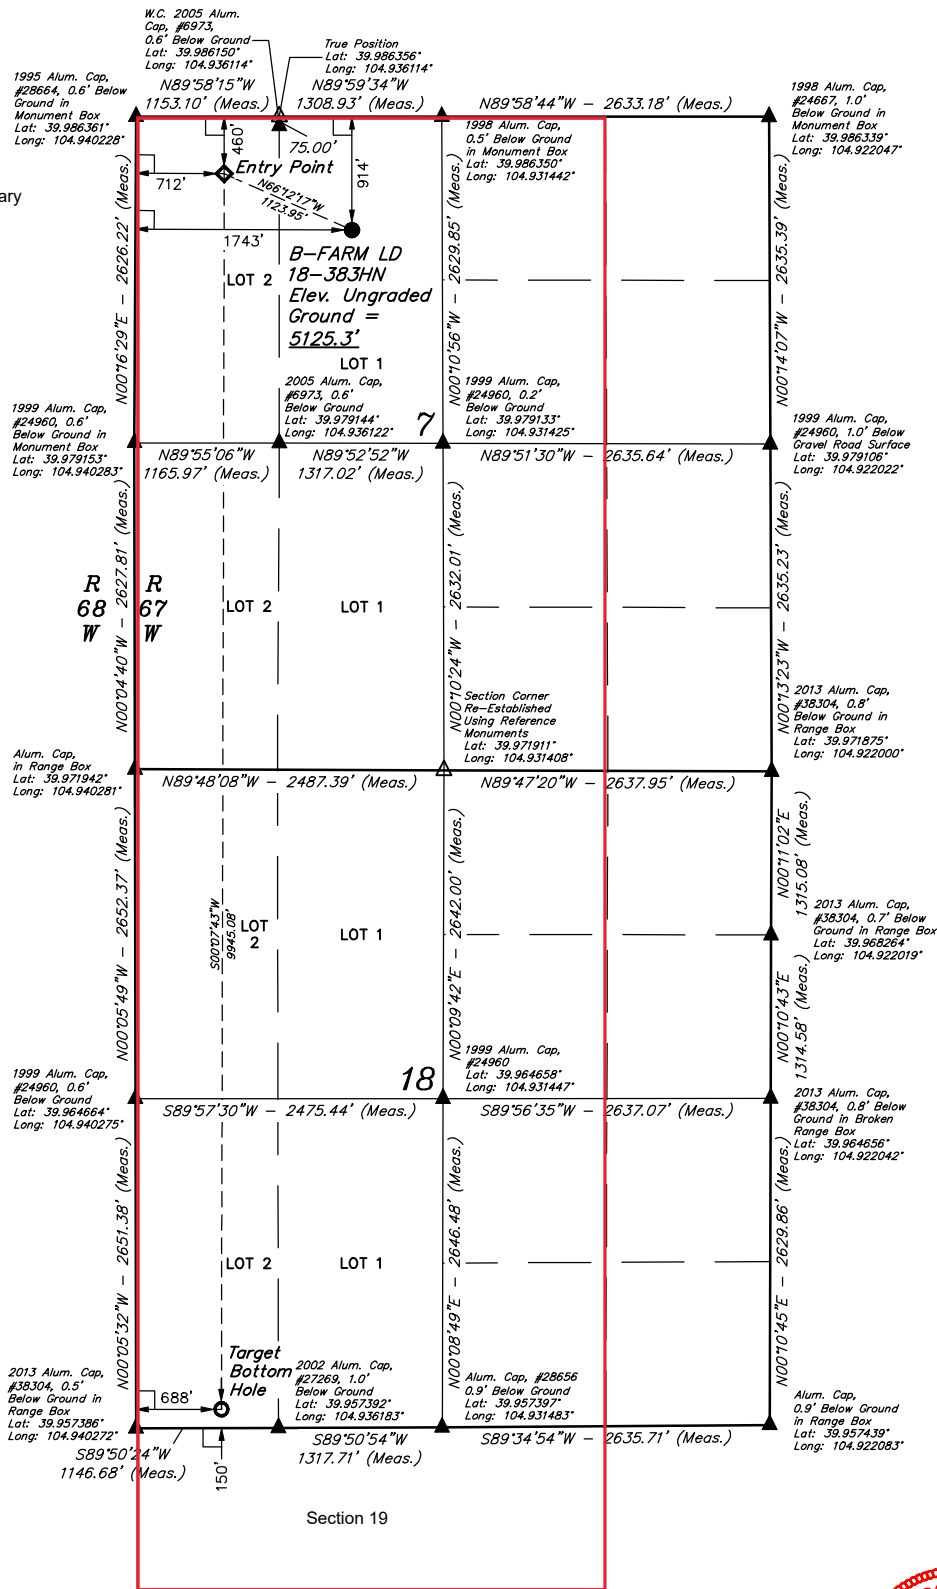 W.C. 2005 Alum.
Cap, #6973,
0.6' Below Ground
Lat: 39.986150°
Long: 104.936114°
True Position
Lat: 39.986356°
Long: 104.936114°
1995 Alum. Cap,
#28664, 0.6' Below
Ground in
Monument Box
Lat: 39.986361°
Long: 104.940228°
N89°58'15"W
1153.10' (Meas.)
N89°59'34"W
1308.93' (Meas.)
N89°58'44"W - 2633.18' (Meas.)
1998 Alum. Cap,
#24667, 1.0'
Below Ground in
Monument Box
Lat: 39.986339°
Long: 104.922047°
75.00'
1998 Alum. Cap,
0.5' Below Ground
in Monument Box
Lat: 39.986350°
Long: 104.931442°
460'
914'
Entry Point
712'
N66°12'17"W
1123.95'
ary
1743'
B-FARM LD
18-383HN
Elev. Ungraded
Ground =
5125.3'
LOT 2
LOT 1
N00°16'29"E - 2626.22' (Meas.)
N00°10'56"W - 2629.85' (Meas.)
N00°14'07"W - 2635.39' (Meas.)
1999 Alum. Cap,
#24960, 0.6'
Below Ground in
Monument Box
Lat: 39.979153°
Long: 104.940283°
2005 Alum. Cap,
#6973, 0.6'
Below Ground
Lat: 39.979144°
Long: 104.936122°
7
1999 Alum. Cap,
#24960, 0.2'
Below Ground
Lat: 39.979133°
Long: 104.931425°
1999 Alum. Cap,
#24960, 1.0' Below
Gravel Road Surface
Lat: 39.979106°
Long: 104.922022°
N89°55'06"W
1165.97' (Meas.)
N89°52'52"W
1317.02' (Meas.)
N89°51'30"W - 2635.64' (Meas.)
R
68
W
R
67
W
LOT 2
LOT 1
N00°04'40"W - 2627.81' (Meas.)
N00°10'24"W - 2632.01' (Meas.)
N00°13'23"W - 2635.23' (Meas.)
Section Corner
Re-Established
Using Reference
Monuments
Lat: 39.971911°
Long: 104.931408°
2013 Alum. Cap,
#38304, 0.8'
Below Ground in
Range Box
Lat: 39.971875°
Long: 104.922000°
Alum. Cap,
in Range Box
Lat: 39.971942°
Long: 104.940281°
N89°48'08"W - 2487.39' (Meas.)
N89°47'20"W - 2637.95' (Meas.)
N00°05'49"W - 2652.37' (Meas.)
S00°07'43"W
9945.08'
LOT
2
LOT 1
N00°09'42"E - 2642.00' (Meas.)
N00°11'02"E
1315.08' (Meas.)
2013 Alum. Cap,
#38304, 0.7' Below
Ground in Range Box
Lat: 39.968264°
Long: 104.922019°
N00°10'43"E
1314.58' (Meas.)
1999 Alum. Cap,
#24960, 0.6'
Below Ground
Lat: 39.964664°
Long: 104.940275°
18
1999 Alum. Cap,
#24960
Lat: 39.964658°
Long: 104.931447°
2013 Alum. Cap,
#38304, 0.8' Below
Ground in Broken
Range Box
Lat: 39.964656°
Long: 104.922042°
S89°57'30"W - 2475.44' (Meas.)
S89°56'35"W - 2637.07' (Meas.)
N00°05'32"W - 2651.38' (Meas.)
LOT 2
LOT 1
N00°08'49"E - 2646.48' (Meas.)
N00°10'45"E - 2629.86' (Meas.)
Target
Bottom
Hole
2013 Alum. Cap,
#38304, 0.5'
Below Ground in
Range Box
Lat: 39.957386°
Long: 104.940272°
688'
2002 Alum. Cap,
#27269, 1.0'
Below Ground
Lat: 39.957392°
Long: 104.936183°
Alum. Cap, #28656
0.9' Below Ground
Lat: 39.957397°
Long: 104.931483°
Alum. Cap,
0.9' Below Ground
in Range Box
Lat: 39.957439°
Long: 104.922083°
S89°50'24"W
1146.68' (Meas.)
150'
S89°50'54"W
1317.71' (Meas.)
S89°34'54"W - 2635.71' (Meas.)
Section 19